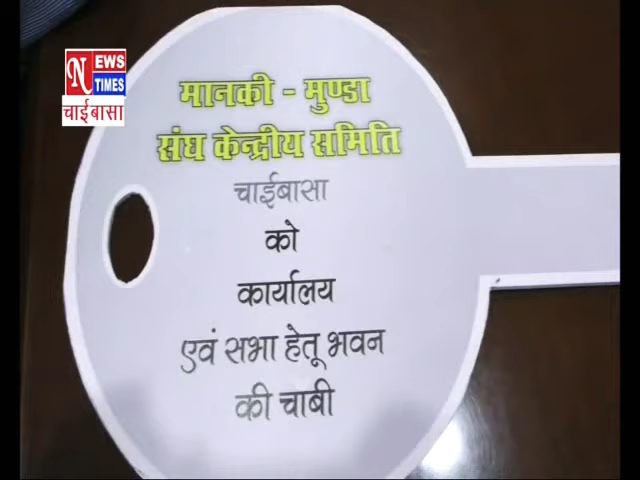 NEWS
TIMES
चाईबासा
मानकी - मुण्डा
संघ केन्द्रीय समिति
चाईबासा
को
कार्यालय
एवं सभा हेतू भवन
की चाबी